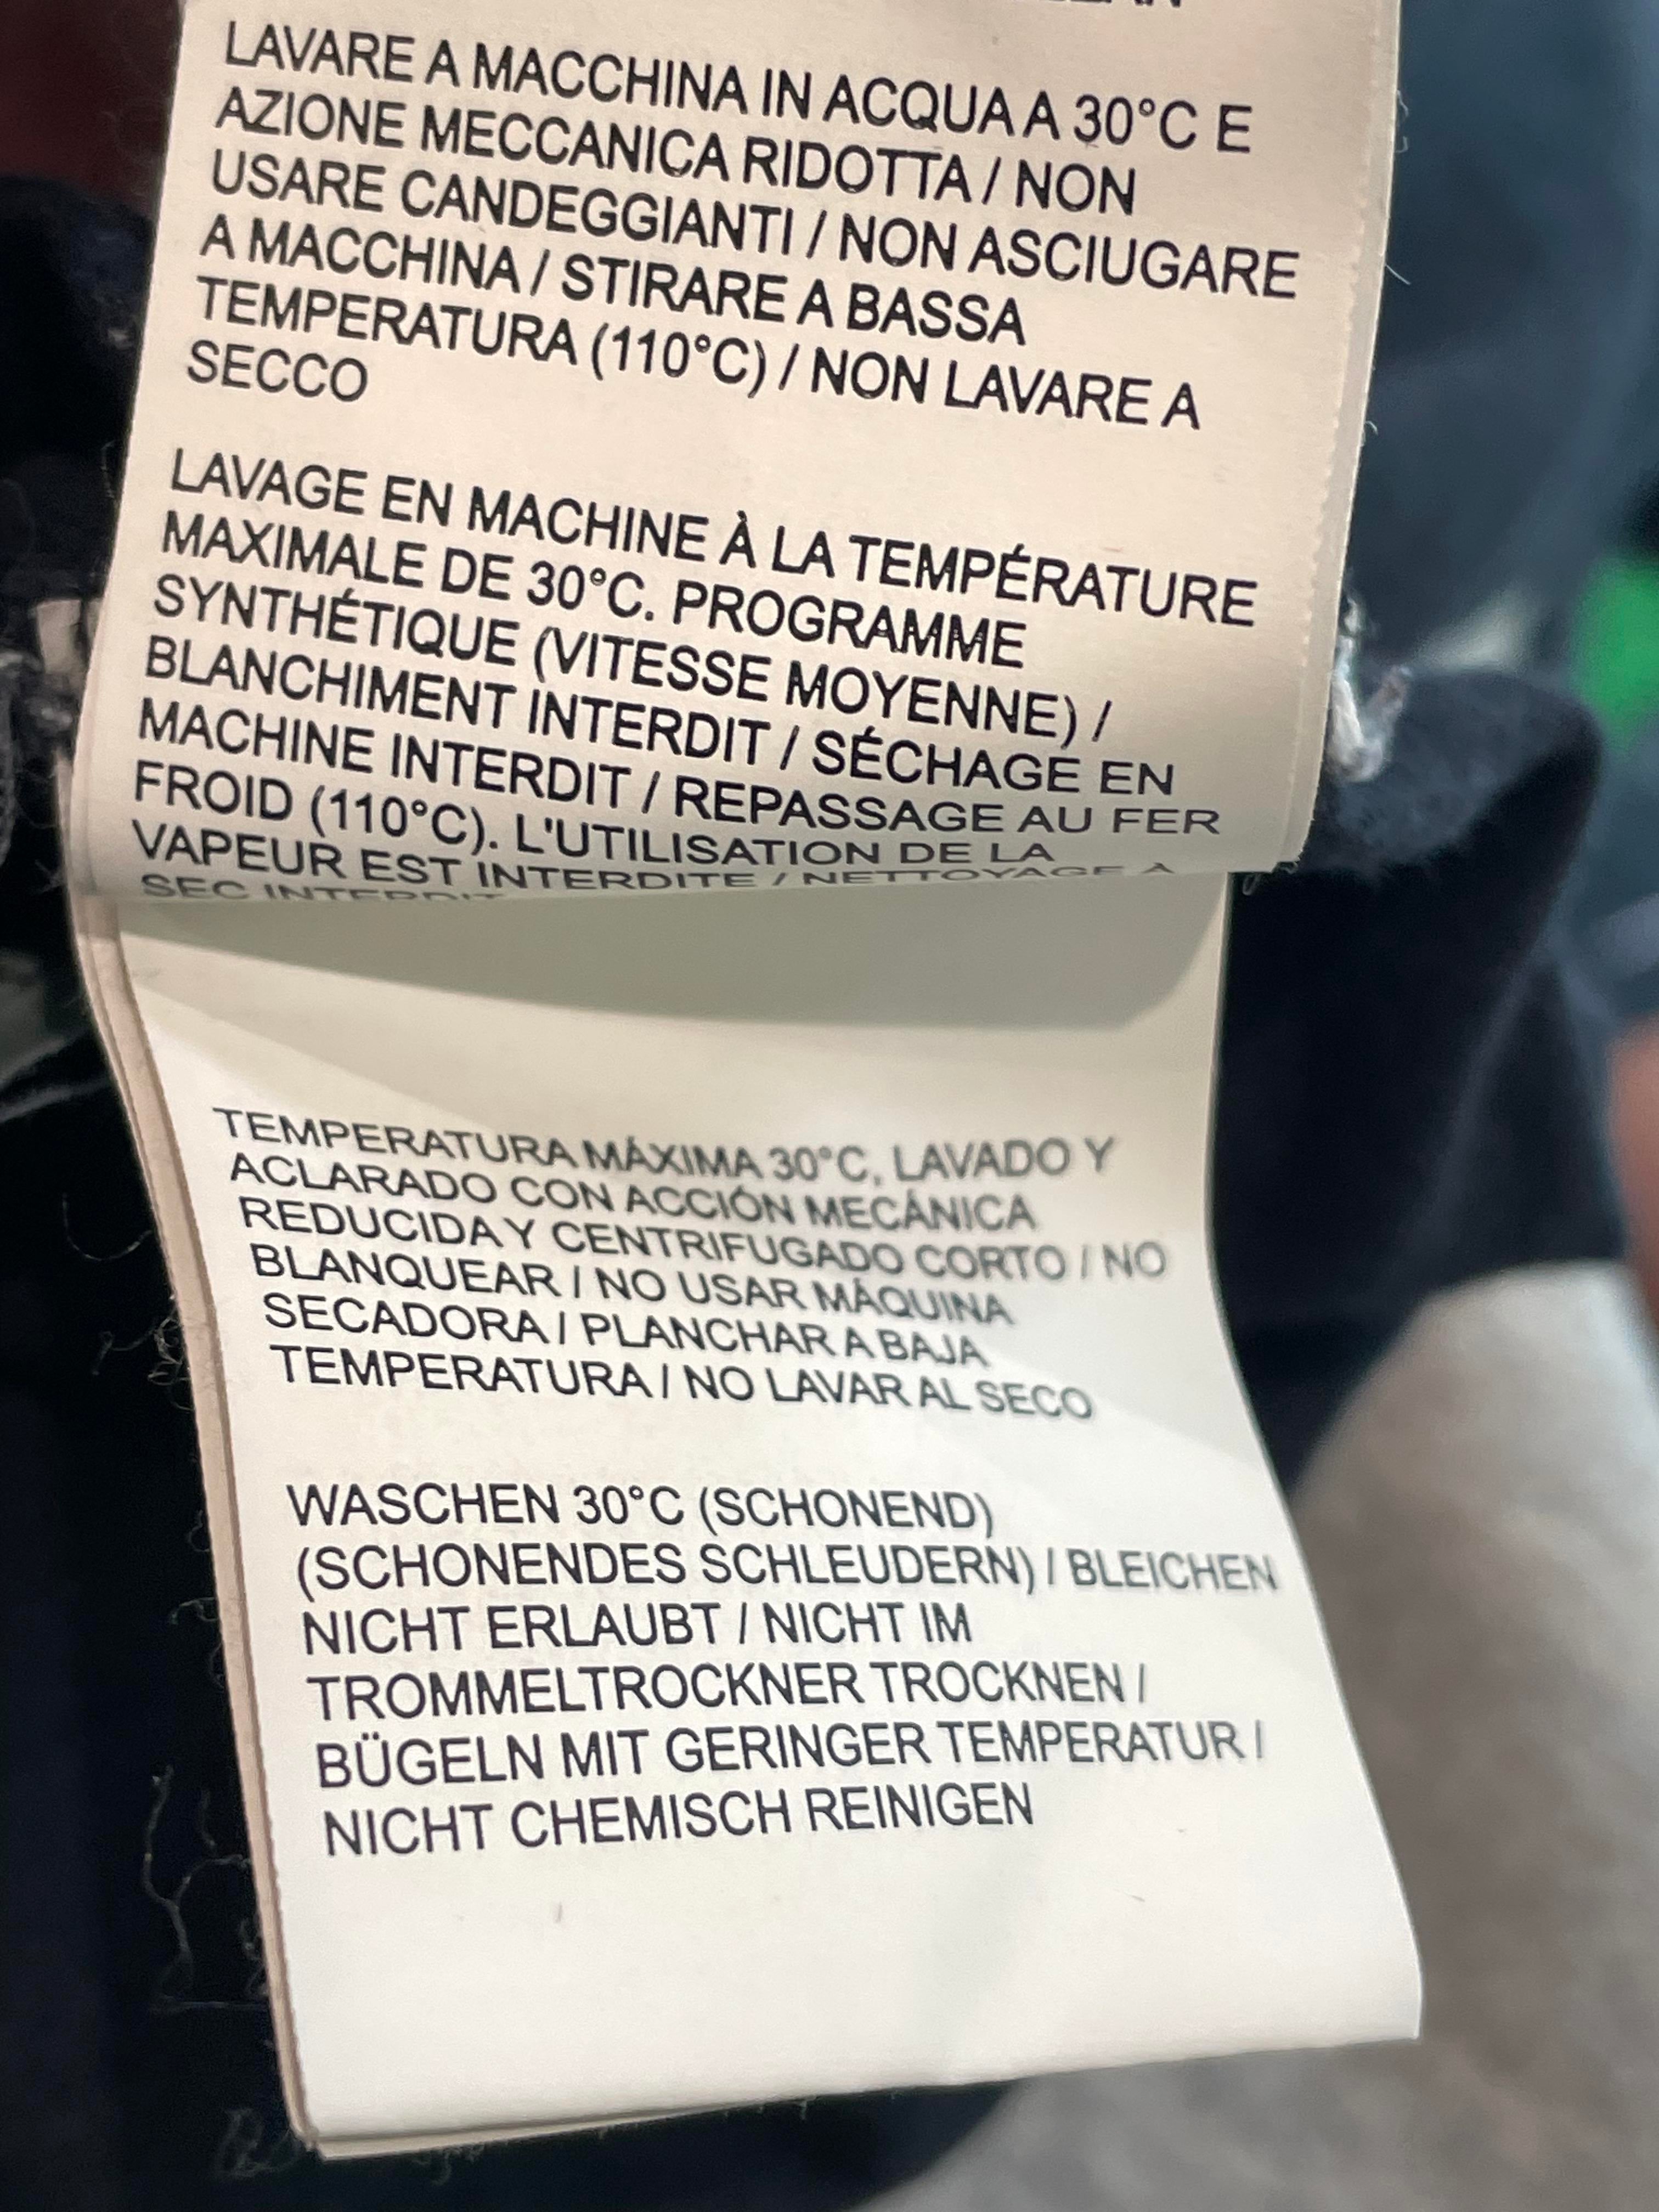 LAVARE A MACCHINA IN ACQUA A 30°C E
AZIONE MECCANICA RIDOTTA / NON
USARE CANDEGGIANTI / NON ASCIUGARE
A MACCHINA / STIRARE A BASSA
TEMPERATURA (110°C) / NON LAVARE A
SECCO
LAVAGE EN MACHINE À LA TEMPÉRATURE
MAXIMALE DE 30°C. PROGRAMME
SYNTHÉTIQUE (VITESSE MOYENNE) /
BLANCHIMENT INTERDIT / SÉCHAGE EN
MACHINE INTERDIT / REPASSAGE AU FER
FROID (110°C). L'UTILISATION DE LA
VAPEUR EST INTERDITE / NETTOYAGE À
SEC INTERDIT
TEMPERATURA MÁXIMA 30°C, LAVADO Y
ACLARADO CON ACCIÓN MECÁNICA
REDUCIDA Y CENTRIFUGADO CORTO / NO
BLANQUEAR / NO USAR MÁQUINA
SECADORA / PLANCHAR A BAJA
TEMPERATURA / NO LAVAR AL SECO
WASCHEN 30°C (SCHONEND)
(SCHONENDES SCHLEUDERN) / BLEICHEN
NICHT ERLAUBT / NICHT IM
TROMMELTROCKNER TROCKNEN /
BÜGELN MIT GERINGER TEMPERATUR /
NICHT CHEMISCH REINIGEN